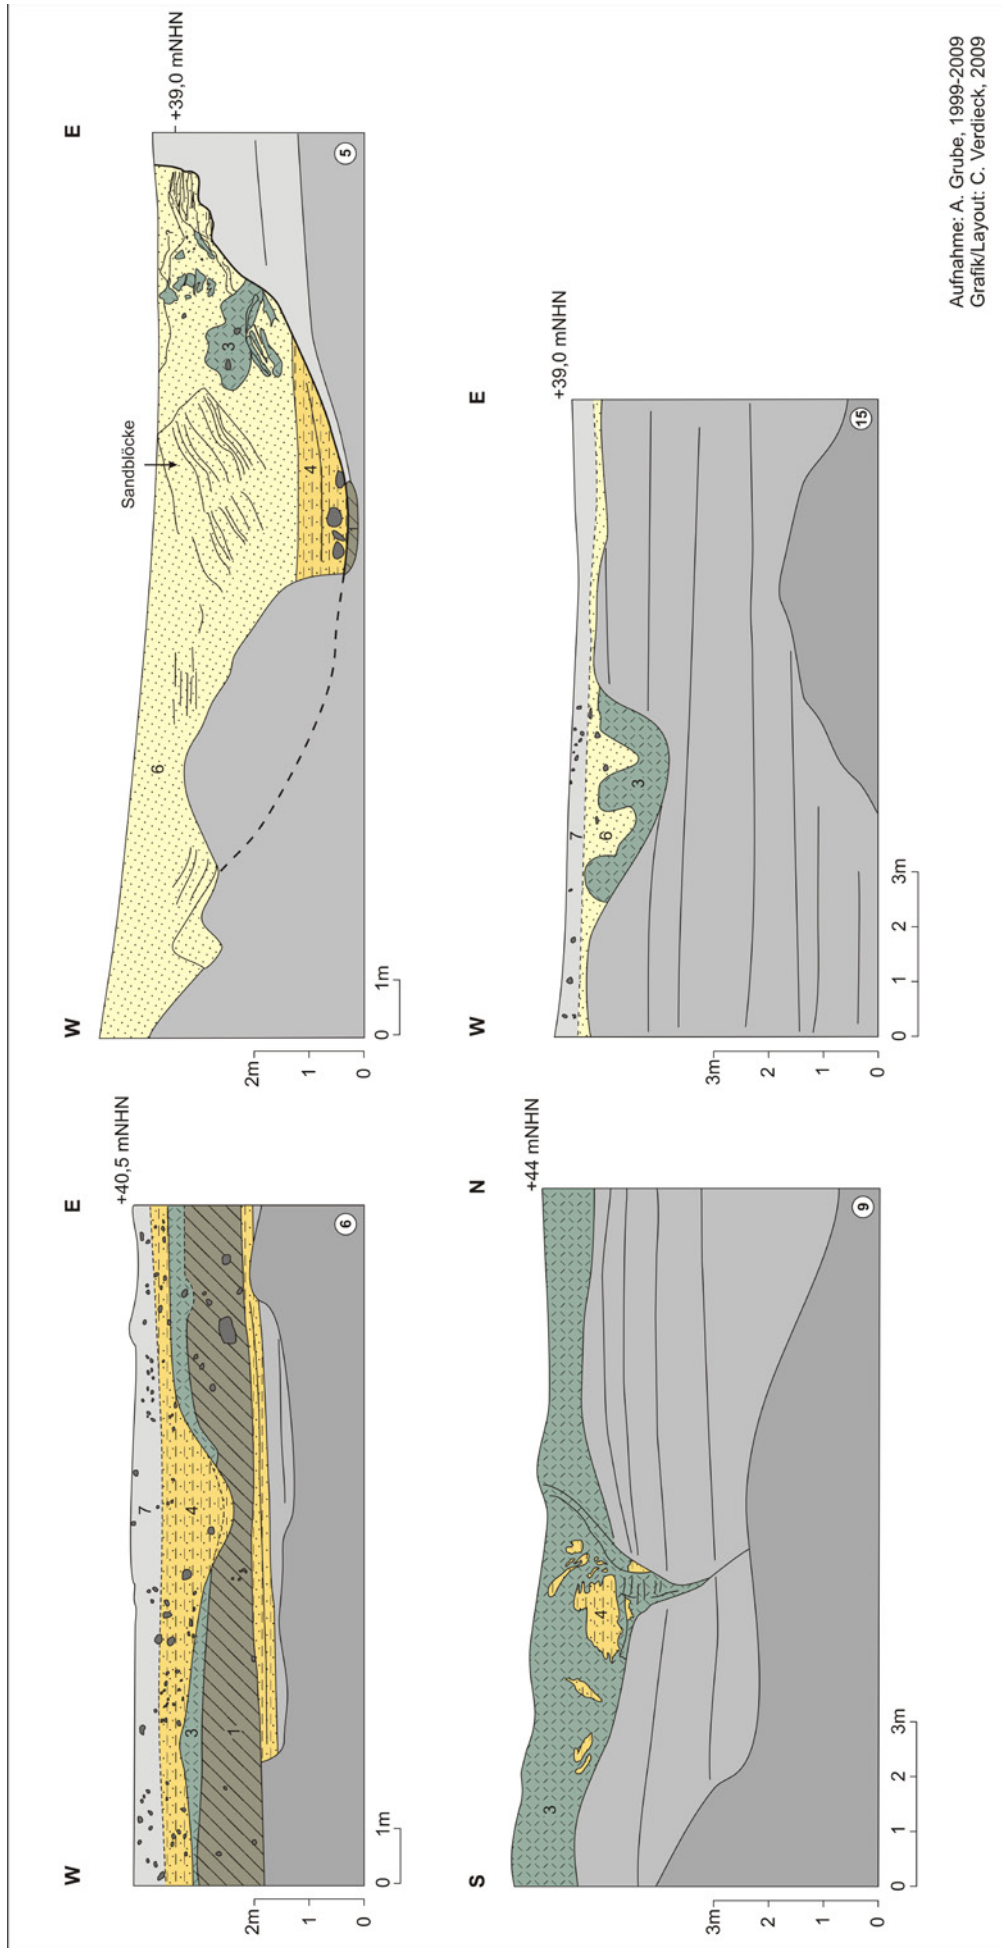 W
E
+40,5 mNHN
7
4
3
1
2m
1
0
0
1m
6
W
E
Sandblöcke
+39,0 mNHN
6
3
4
1
2m
1
0
0
1m
5
S
N
+44 mNHN
3
4
3m
2
1
0
0
1
2
3m
9
W
E
+39,0 mNHN
7
6
3
3m
2
1
0
0
1
2
3m
15
Aufnahme: A. Grube, 1999-2009
Grafik/Layout: C. Verdieck, 2009